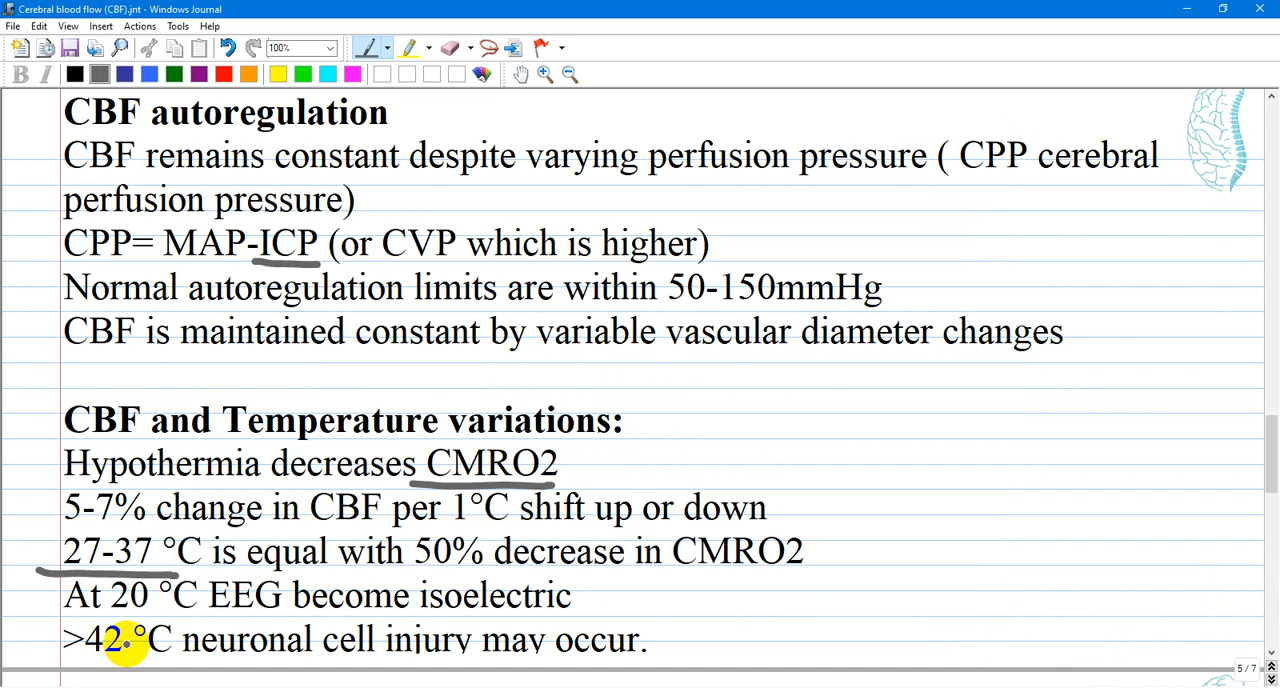 Cerebral blood flow (CBF).jnt - Windows Journal
File Edit View Insert Actions Tools Help
100%
B I
CBF autoregulation
CBF remains constant despite varying perfusion pressure ( CPP cerebral
perfusion pressure)
CPP= MAP-ICP (or CVP which is higher)
Normal autoregulation limits are within 50-150mmHg
CBF is maintained constant by variable vascular diameter changes
CBF and Temperature variations:
Hypothermia decreases CMRO2
5-7% change in CBF per 1°C shift up or down
27-37 °C is equal with 50% decrease in CMRO2
At 20 °C EEG become isoelectric
>42 °C neuronal cell injury may occur.
5 / 7